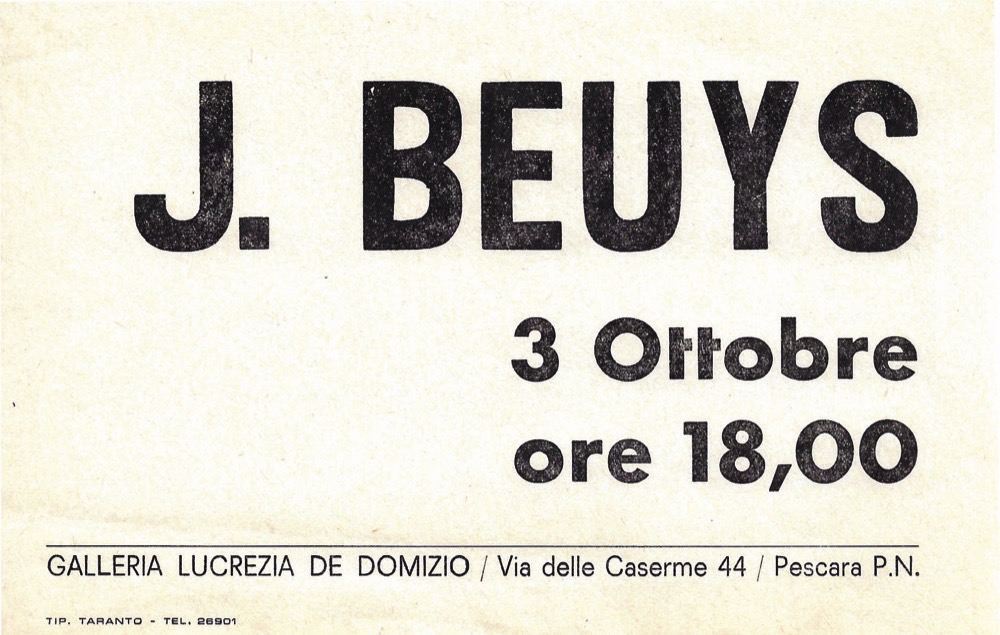 J. BEUYS
3 Ottobre
ore 18,00
GALLERIA LUCREZIA DE DOMIZIO / Via delle Caserme 44 / Pescara P.N.
TIP. TARANTO - TEL. 26901